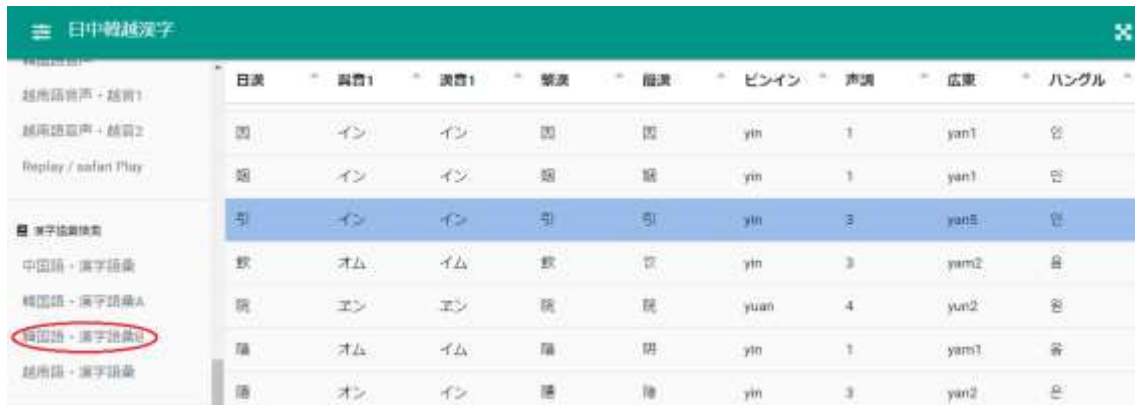 日中韓越漢字
越南語音声・越音1
越南語音声・越音2
Replay / safari Play
漢字語彙検索
中国語・漢字語彙
韓国語・漢字語彙A
韓国語・漢字語彙B
越南語・漢字語彙
日漢 呉音1 漢音1 繁漢 簡漢 ピンイン 声調 広東 ハングル
因 イン イン 因 因 yin 1 yan1 인
姻 イン イン 姻 姻 yin 1 yan1 인
引 イン イン 引 引 yin 3 yan5 인
飲 オム イム 飲 饮 yin 3 yam2 음
院 ヱン ヱン 院 院 yuan 4 yun2 원
陰 オム イム 陰 阴 yin 1 yam1 음
隠 オン イン 隱 隐 yin 3 yan2 은